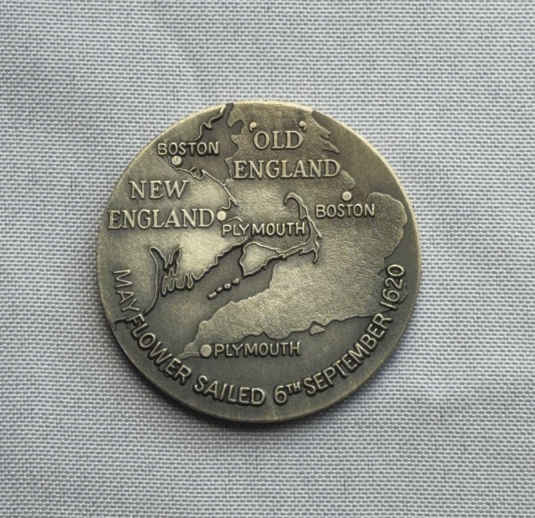 BOSTON
'OLD'
ENGLAND
NEW
ENGLAND
BOSTON
PLYMOUTH
PLYMOUTH
MAYFLOWER SAILED 6TH SEPTEMBER 1620